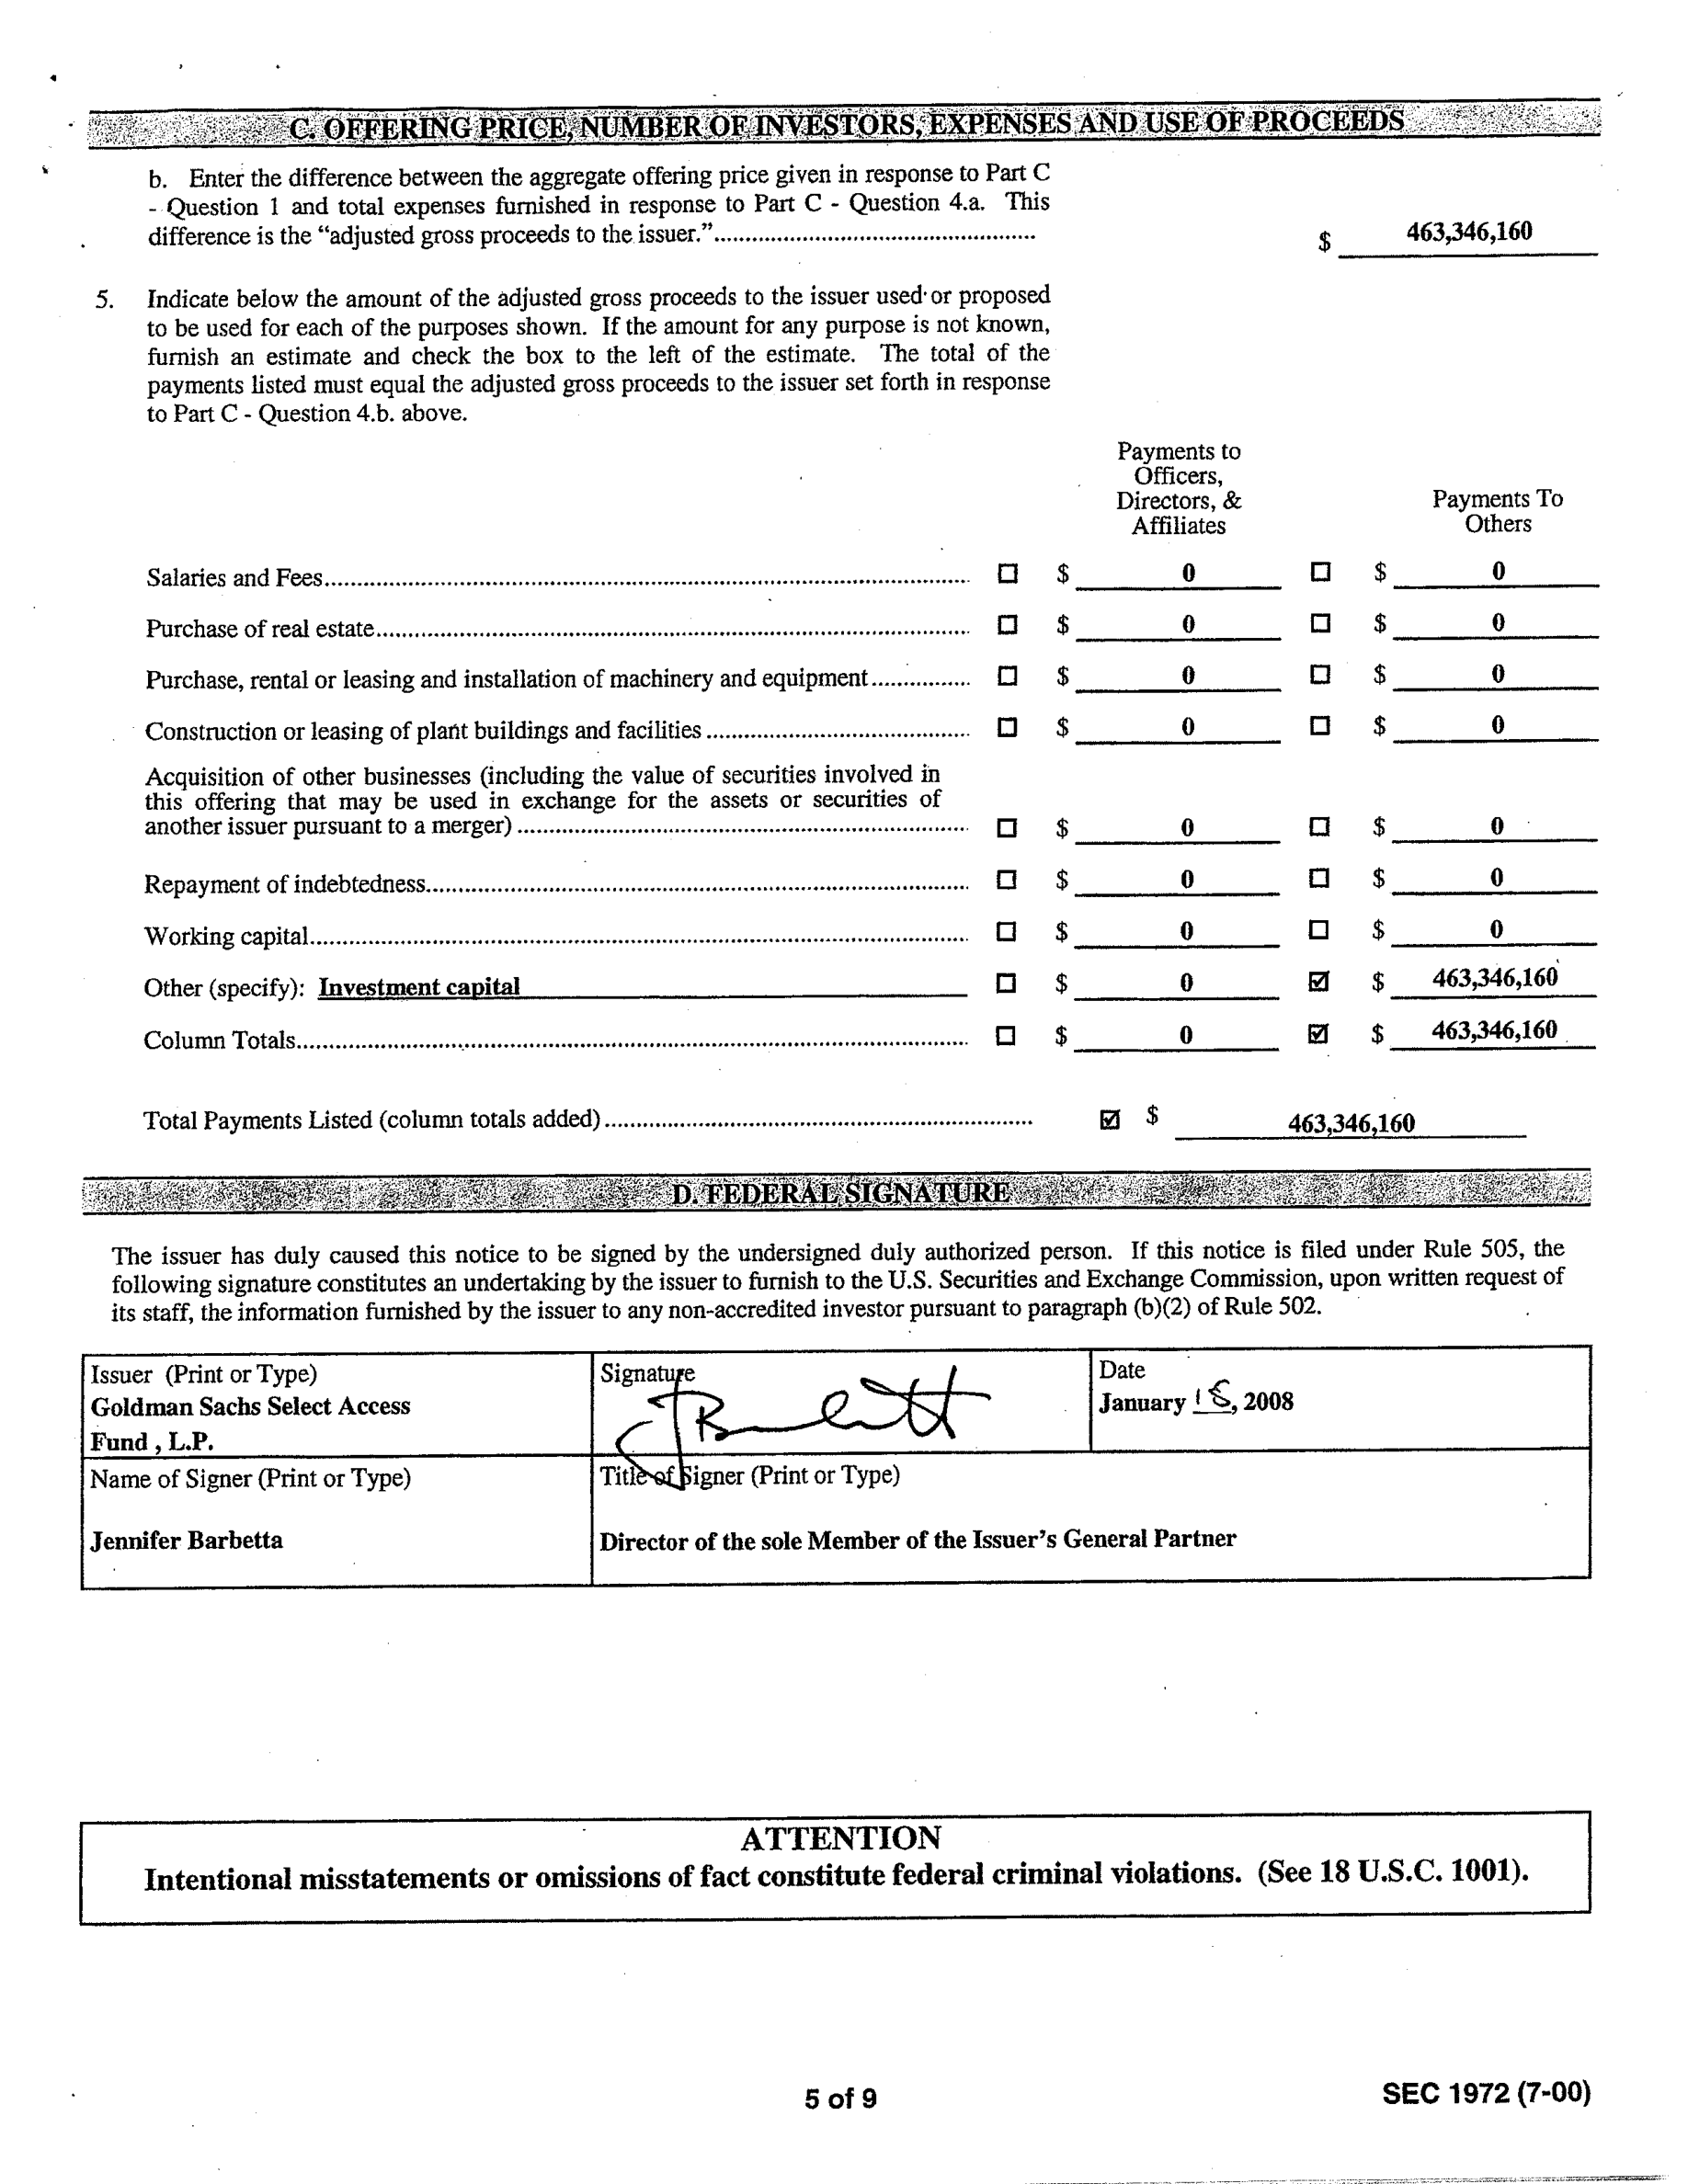 C. OFFERING PRICE, NUMBER OF INVESTORS, EXPENSES AND USE OF PROCEEDS
b. Enter the difference between the aggregate offering price given in response to Part C
- Question 1 and total expenses furnished in response to Part C - Question 4.a. This
difference is the “adjusted gross proceeds to the issuer.”.................................................... $ 463,346,160
5. Indicate below the amount of the adjusted gross proceeds to the issuer used or proposed
to be used for each of the purposes shown. If the amount for any purpose is not known,
furnish an estimate and check the box to the left of the estimate. The total of the
payments listed must equal the adjusted gross proceeds to the issuer set forth in response
to Part C - Question 4.b. above.
Payments to
Officers,
Directors, &
Affiliates
Payments To
Others
Salaries and Fees.................................................................................................... ☐ $ 0 ☐ $ 0
Purchase of real estate............................................................................................ ☐ $ 0 ☐ $ 0
Purchase, rental or leasing and installation of machinery and equipment............... ☐ $ 0 ☐ $ 0
Construction or leasing of plant buildings and facilities......................................... ☐ $ 0 ☐ $ 0
Acquisition of other businesses (including the value of securities involved in
this offering that may be used in exchange for the assets or securities of
another issuer pursuant to a merger)...................................................................... ☐ $ 0 ☐ $ 0
Repayment of indebtedness.................................................................................... ☐ $ 0 ☐ $ 0
Working capital...................................................................................................... ☐ $ 0 ☐ $ 0
Other (specify): Investment capital ☐ $ 0 ☑ $ 463,346,160
Column Totals........................................................................................................ ☐ $ 0 ☑ $ 463,346,160
Total Payments Listed (column totals added).................................................................. ☑ $ 463,346,160
D. FEDERAL SIGNATURE
The issuer has duly caused this notice to be signed by the undersigned duly authorized person. If this notice is filed under Rule 505, the
following signature constitutes an undertaking by the issuer to furnish to the U.S. Securities and Exchange Commission, upon written request of
its staff, the information furnished by the issuer to any non-accredited investor pursuant to paragraph (b)(2) of Rule 502.
Issuer (Print or Type)
Goldman Sachs Select Access
Fund , L.P.
Signature
Date
January 18, 2008
Name of Signer (Print or Type)
Jennifer Barbetta
Title of Signer (Print or Type)
Director of the sole Member of the Issuer’s General Partner
ATTENTION
Intentional misstatements or omissions of fact constitute federal criminal violations. (See 18 U.S.C. 1001).
5 of 9
SEC 1972 (7-00)